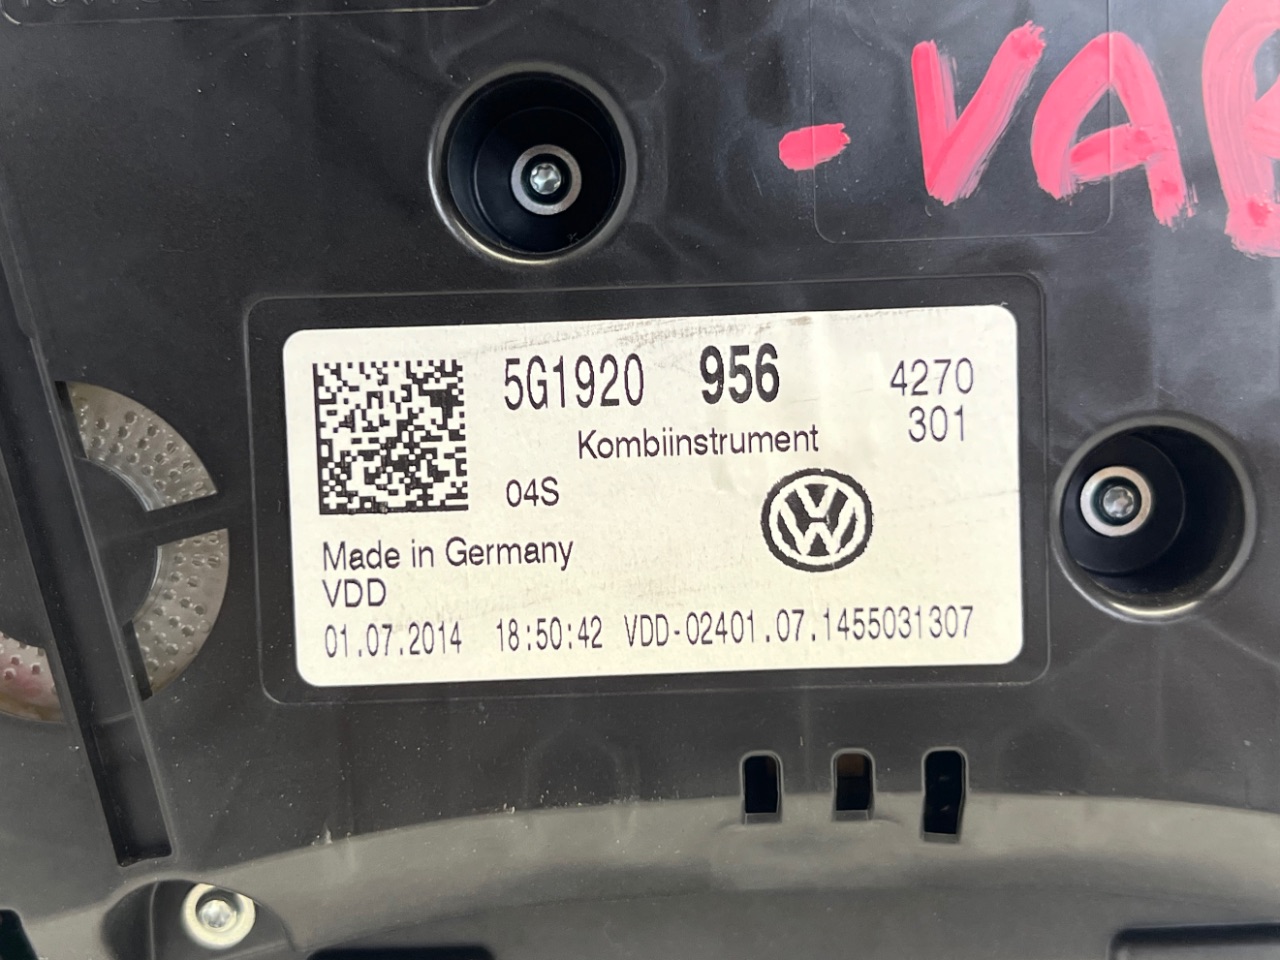 -VA
5G1920 956 4270
301
Kombiinstrument
04S
Made in Germany
VDD
01.07.2014 18:50:42 VDD-02401.07.1455031307